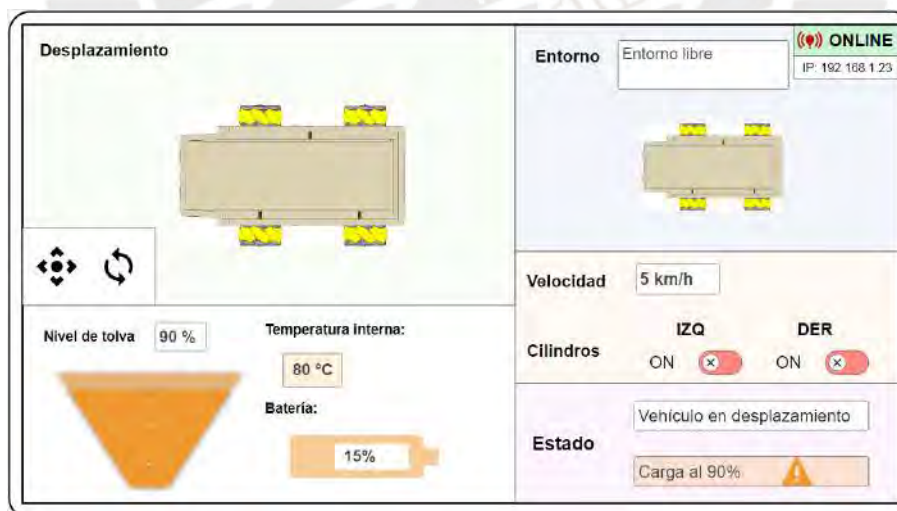 Desplazamiento
Nivel de tolva 90 %
Temperatura interna:
80 ºC
Batería:
15%
Entorno Entorno libre
ONLINE
IP: 192.168.1.23
Velocidad 5 km/h
IZQ DER
Cilindros ON ON
Estado Vehículo en desplazamiento
Carga al 90%